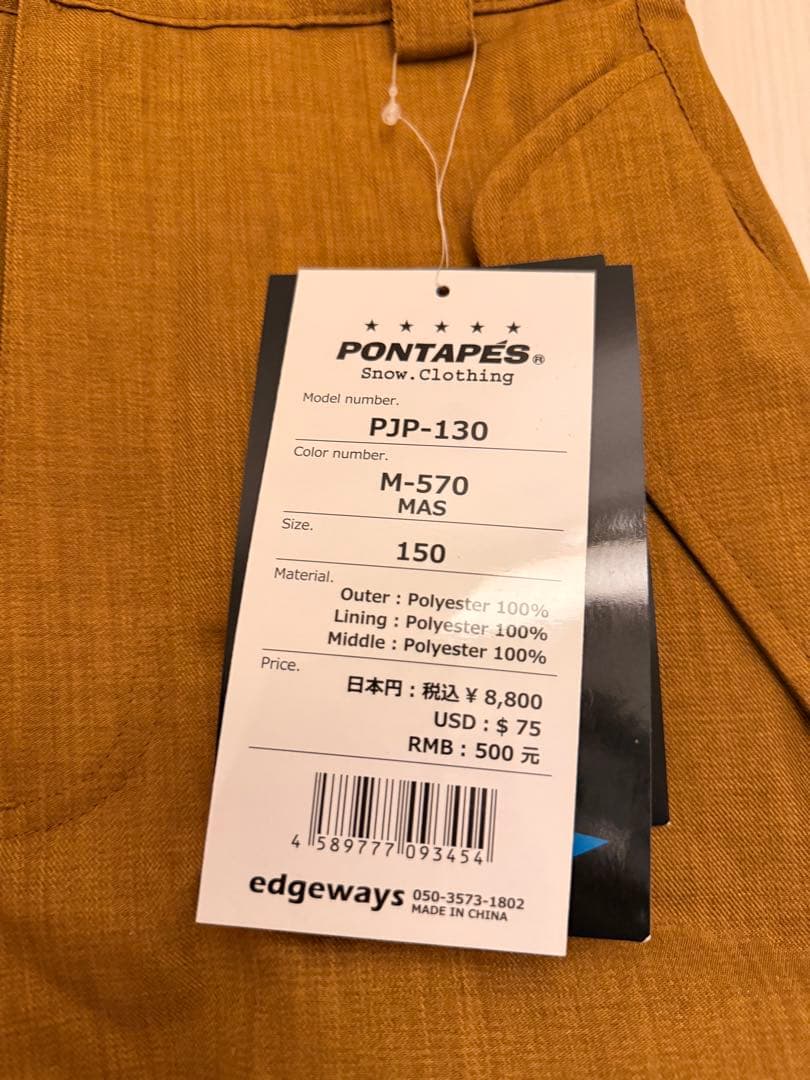 ★ ★ ★ ★ ★
PONTAPÉS®
Snow.Clothing
Model number.
PJP-130
Color number.
M-570
MAS
Size.
150
Material.
Outer : Polyester 100%
Lining : Polyester 100%
Middle : Polyester 100%
Price.
日本円 : 税込 ¥ 8,800
USD : $ 75
RMB : 500 元
4 589777 093454
edgeways 050-3573-1802
MADE IN CHINA